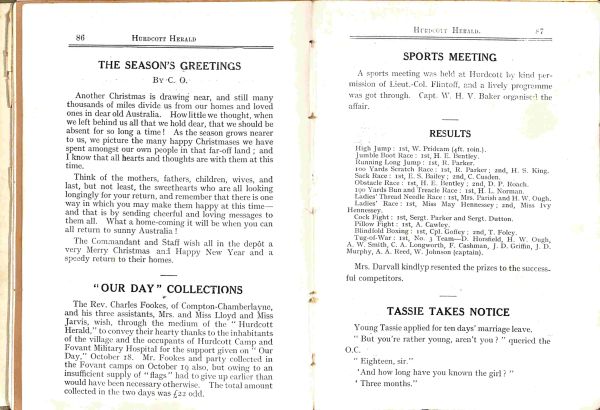 86 HURDCOTT HERALD
THE SEASON'S GREETINGS
BY C. O.
Another Christmas is drawing near, and still many
thousands of miles divide us from our homes and loved
ones in dear old Australia. How little we thought, when
we left behind us all that we hold dear, that we should be
absent for so long a time! As the season grows nearer
to us, we picture the many happy Christmases we have
spent amongst our own people in that far-off land; and
I know that all hearts and thoughts are with them at this
time.
Think of the mothers, fathers, children, wives, and
last, but not least, the sweethearts who are all looking
longingly for your return, and remember that there is one
way in which you may make them happy at this time—
and that is by sending cheerful and loving messages to
them all. What a home-coming it will be when you can
all return to sunny Australia!
The Commandant and Staff wish all in the depôt a
very Merry Christmas and Happy New Year and a
speedy return to their homes.
"OUR DAY" COLLECTIONS
The Rev. Charles Fookes, of Compton-Chamberlayne,
and his three assistants, Mrs. and Miss Lloyd and Miss
Jarvis, wish, through the medium of the "Hurdcott
Herald," to convey their hearty thanks to the inhabitants
of the village and the occupants of Hurdcott Camp and
Fovant Military Hospital for the support given on "Our
Day," October 18. Mr. Fookes and party collected in
the Fovant camps on October 19 also, but owing to an
insufficient supply of "flags" had to give up earlier than
would have been necessary otherwise. The total amount
collected in the two days was £22 odd.
HURDCOTT HERALD. 87
SPORTS MEETING
A sports meeting was held at Hurdcott by kind per-
mission of Lieut.-Col. Flintoff, and a lively programme
was got through. Capt. W. H. V. Baker organised the
affair.
RESULTS
High Jump: 1st, W. Pridcam (4ft. 10in.).
Jumble Boot Race: 1st, H. E. Bentley.
Running Long Jump: 1st, R. Parker.
100 Yards Scratch Race: 1st, R. Parker; 2nd, H. S. King.
Sack Race: 1st, E. S. Bailey; 2nd, C. Cusden.
Obstacle Race: 1st, H. E. Bentley; 2nd, D. P. Roach.
100 Yards Bun and Treacle Race: 1st, H. L. Norman.
Ladies' Thread Needle Race: 1st, Mrs. Parish and H. W. Ough.
Ladies' Race: 1st, Miss May Hennessey; 2nd, Miss Ivy
Hennessey.
Cock Fight: 1st, Sergt. Parker and Sergt. Dutton.
Pillow Fight: 1st, A. Cawley.
Blindfold Boxing: 1st, Cpl. Gofley; 2nd, T. Foley.
Tug-of-War: 1st, No. 3 Team—D. Horsfield, H. W. Ough,
A. W. Smith, C. A. Longworth, F. Cashman, J. D. Griffin, J. D.
Murphy, A. A. Reed, W. Johnson (captain).
Mrs. Darvall kindlyp resented the prizes to the success-
ful competitors.
TASSIE TAKES NOTICE
Young Tassie applied for ten days' marriage leave.
"But you're rather young, aren't you?" queried the
O.C.
"Eighteen, sir."
'And how long have you known the girl?"
'Three months."